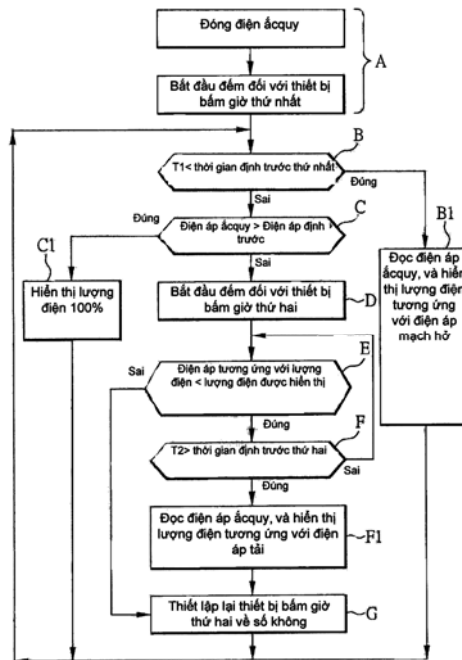 Đóng điện ắcquy
A
Bắt đầu đếm đối với thiết bị
bấm giờ thứ nhất
B
T1< thời gian định trước thứ nhất
Đúng
Sai
C
Đúng
Điện áp ắcquy > Điện áp định
trước
C1
Sai
B1
Hiển thị lượng
điện 100%
Đọc điện áp
ắcquy, và hiển
thị lượng điện
tương ứng
với điện áp
mạch hở
Bắt đầu đếm đối với thiết bị
bấm giờ thứ hai
D
E
Sai
Điện áp tương ứng với lượng
điện < lượng điện được hiển thị
Đúng
F
T2> thời gian định trước thứ hai
Sai
Đúng
Đọc điện áp ắcquy, và hiển thị
lượng điện tương ứng với điện
áp tải
F1
Thiết lập lại thiết bị bấm giờ
thứ hai về số không
G